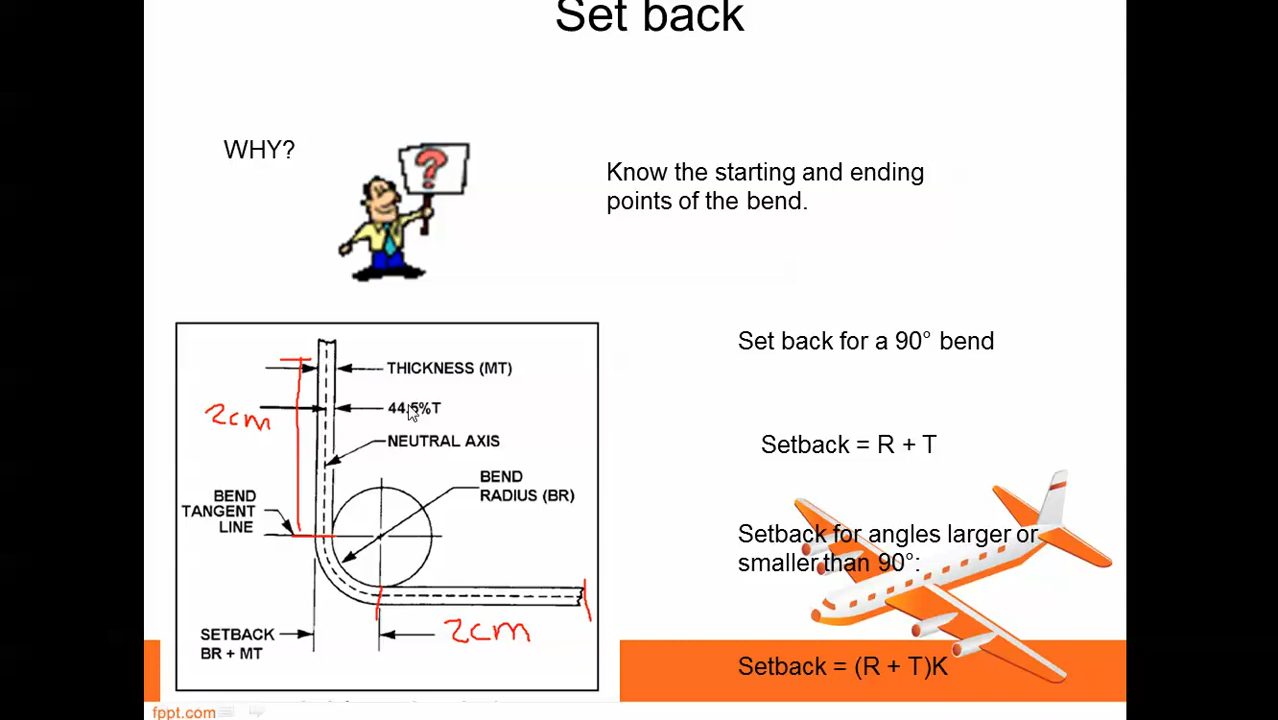 Set back
WHY?
?
Know the starting and ending
points of the bend.
THICKNESS (MT)
2cm
44.5%T
NEUTRAL AXIS
BEND
RADIUS (BR)
BEND
TANGENT
LINE
SETBACK
BR + MT
2cm
Set back for a 90° bend
Setback = R + T
Setback for angles larger or
smaller than 90°:
Setback = (R + T)K
fppt.com